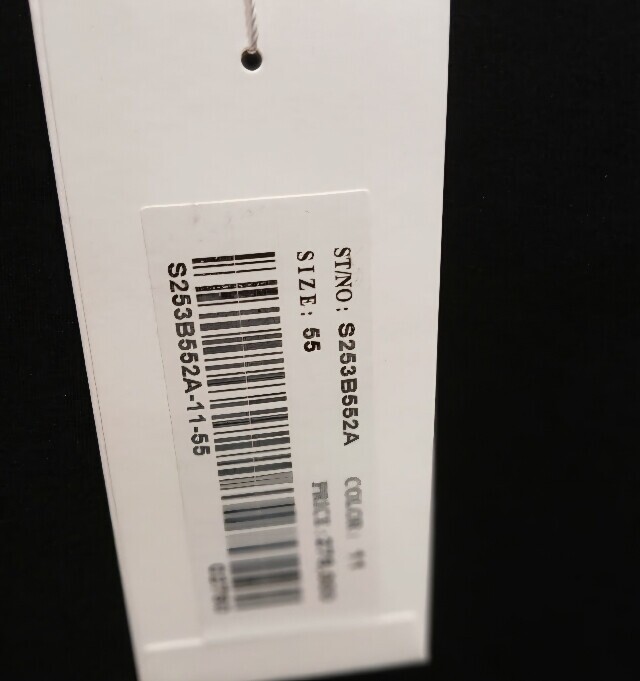 ST/NO: S253B552A COLOR: 11
SIZE: 55
S253B552A-11-55